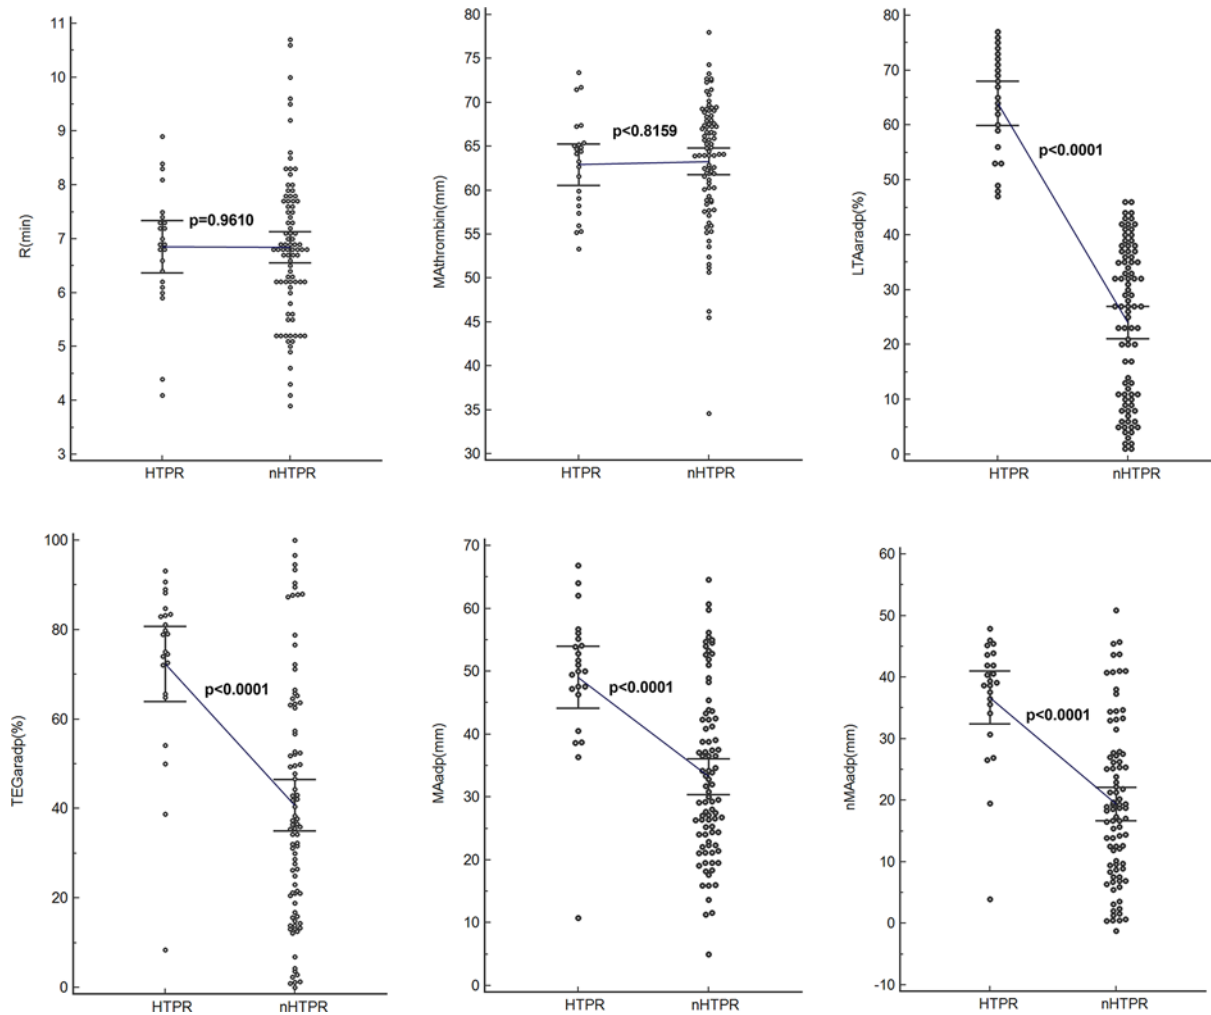 R(min)
11
10
9
8
7
6
5
4
3
p=0.9610
HTPR
nHTPR
MAthrombin(mm)
80
75
70
65
60
55
50
45
40
35
30
p<0.8159
HTPR
nHTPR
LTAaradp(%)
80
70
60
50
40
30
20
10
0
p<0.0001
HTPR
nHTPR
TEGaradp(%)
100
80
60
40
20
0
p<0.0001
HTPR
nHTPR
MAadp(mm)
70
60
50
40
30
20
10
0
p<0.0001
HTPR
nHTPR
nMAadp(mm)
60
50
40
30
20
10
0
-10
p<0.0001
HTPR
nHTPR